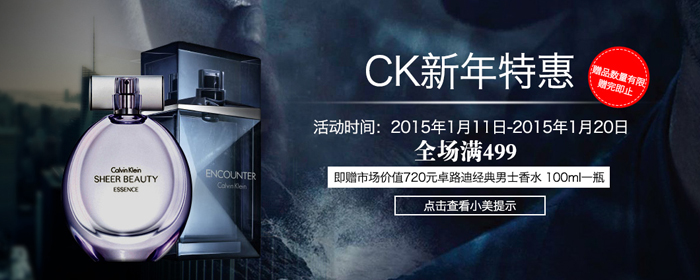 CK新年特惠
赠品数量有限
赠完即止
活动时间：2015年1月11日-2015年1月20日
全场满499
即赠市场价值720元卓路迪经典男士香水 100ml一瓶
点击查看小美提示
Calvin Klein
SHEER BEAUTY
ESSENCE
ENCOUNTER
Calvin Klein